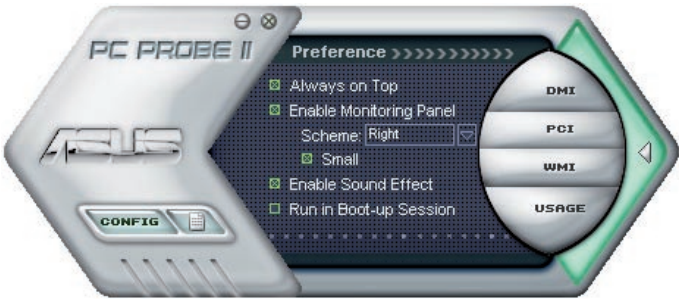 PC PROBE II
Preference >>>>>>>>>>>
Always on Top
Enable Monitoring Panel
Scheme: Right
Small
Enable Sound Effect
Run in Boot-up Session
ASUS
CONFIG
DMI
PCI
WMI
USAGE